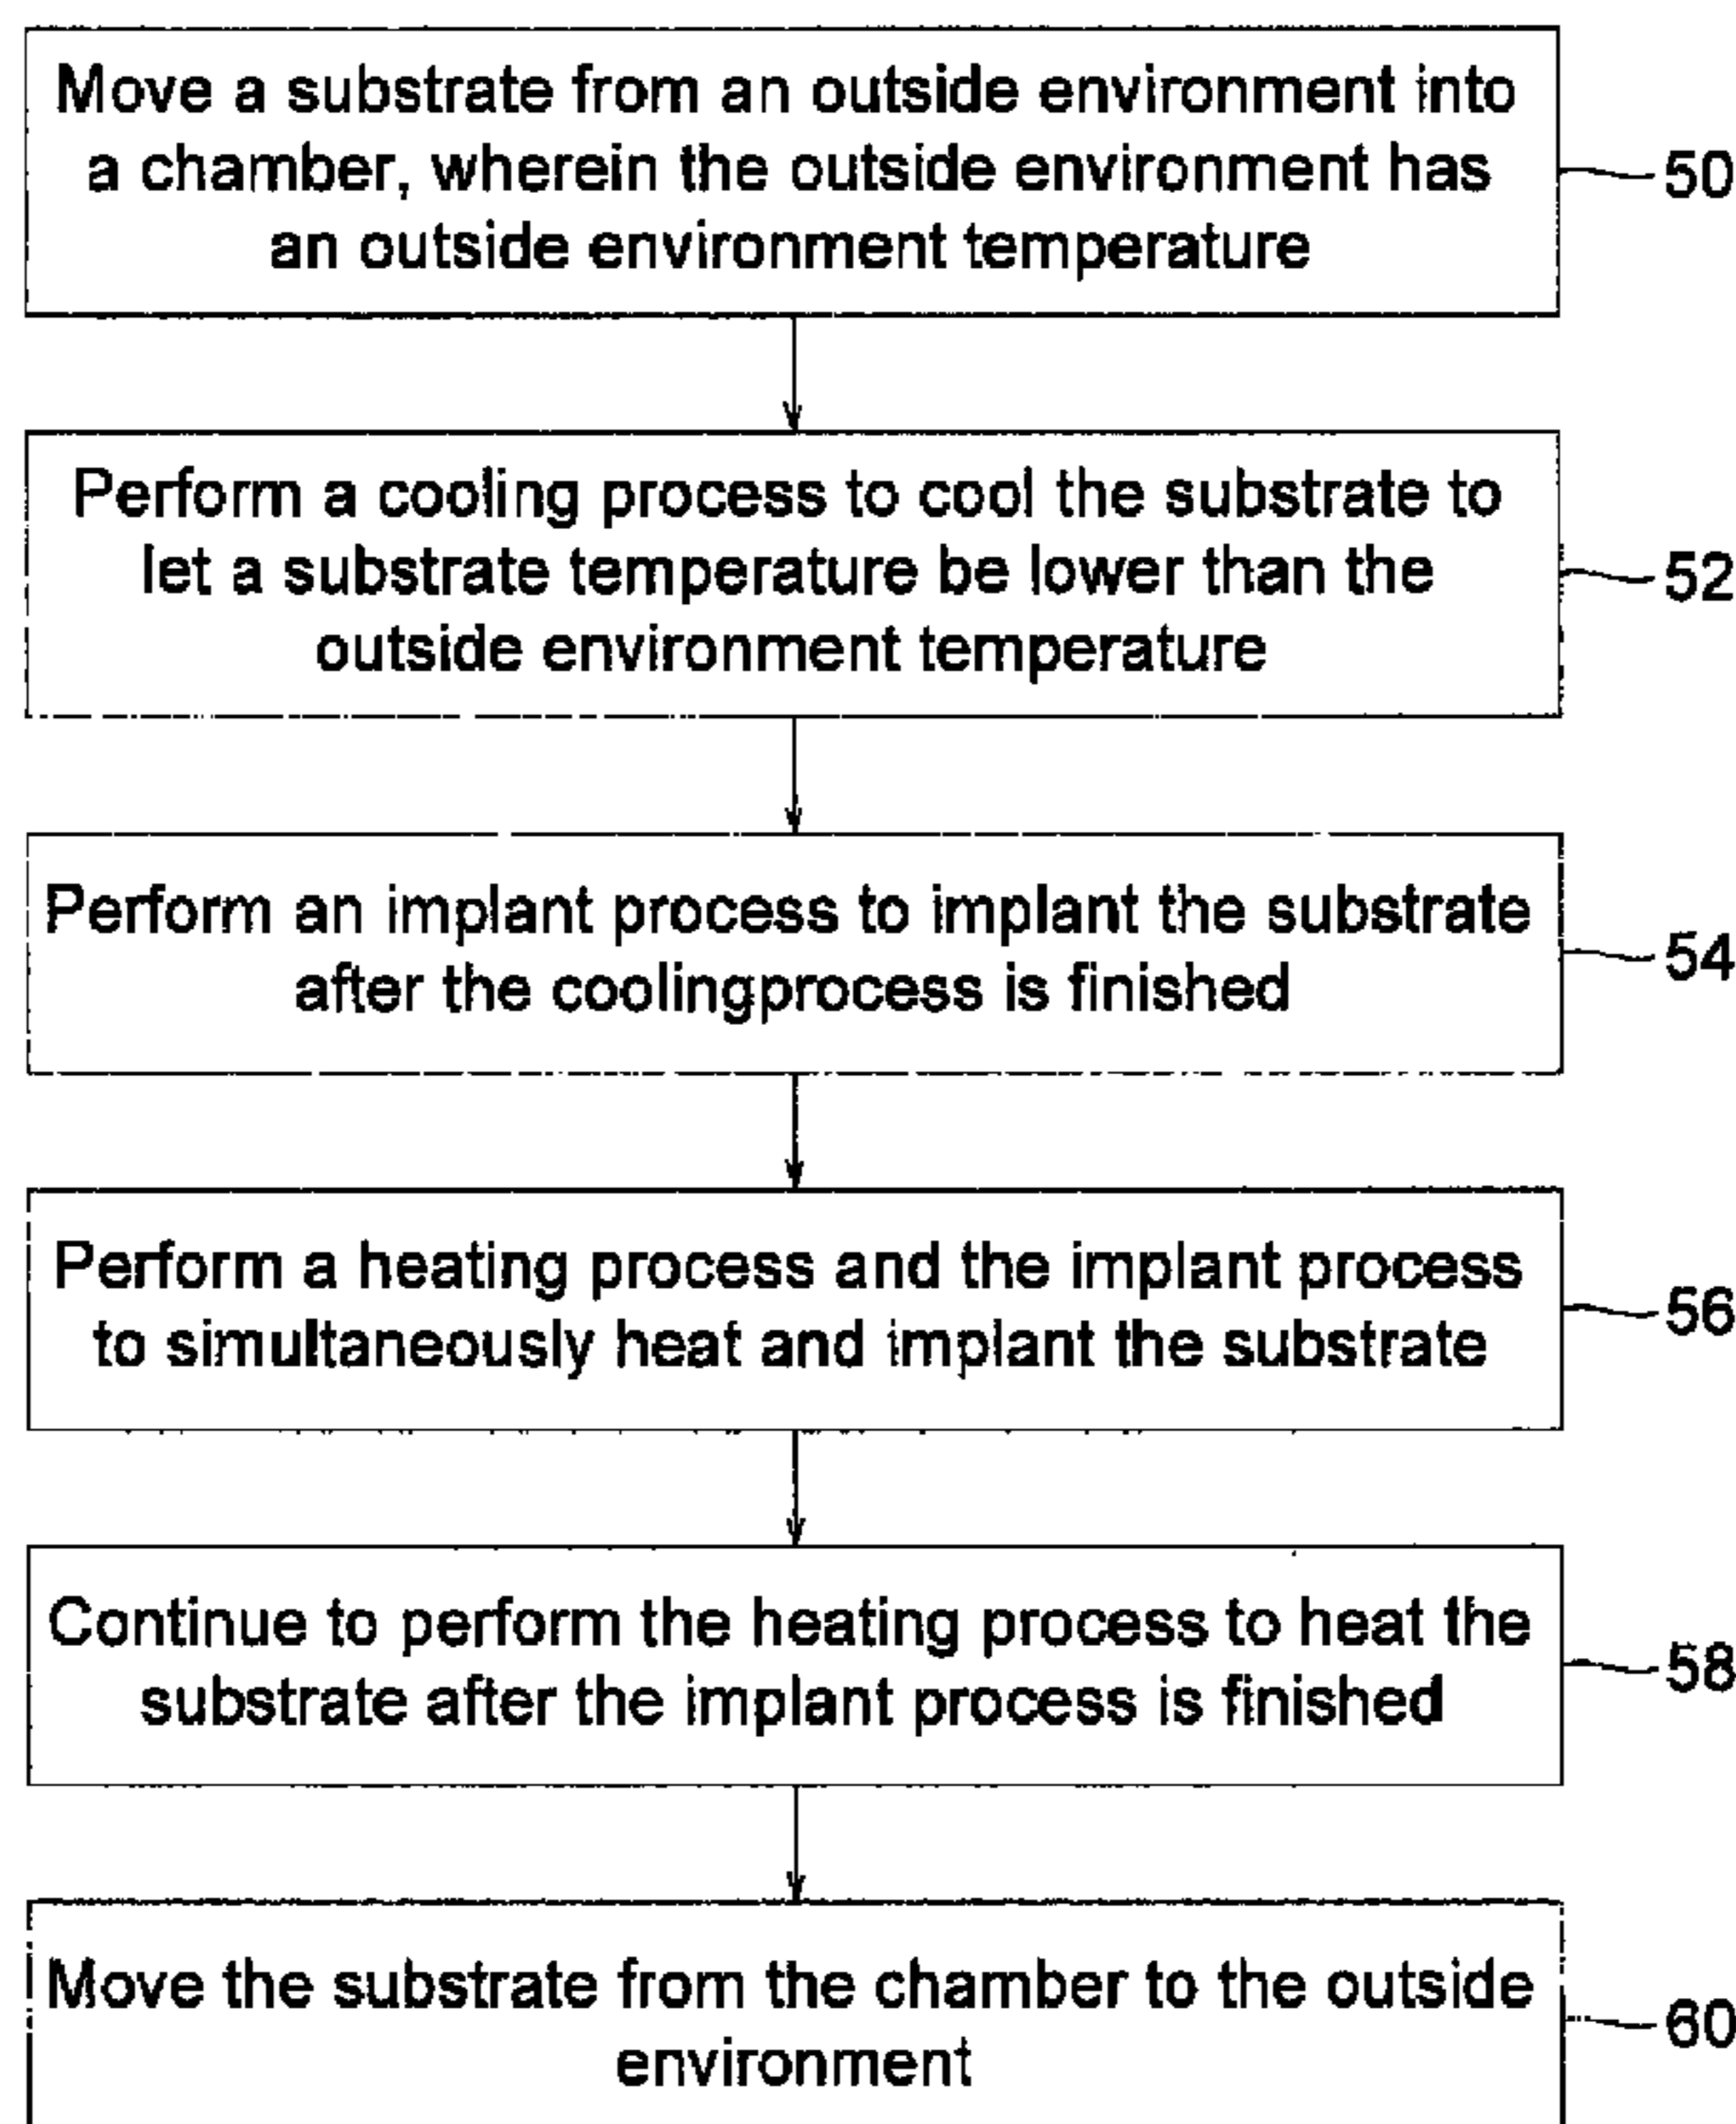 Move a substrate from an outside environment into
a chamber, wherein the outside environment has
an outside environment temperature
50
Perform a cooling process to cool the substrate to
let a substrate temperature be lower than the
outside environment temperature
52
Perform an implant process to implant the substrate
after the coolingprocess is finished
54
Perform a heating process and the implant process
to simultaneously heat and implant the substrate
56
Continue to perform the heating process to heat the
substrate after the implant process is finished
58
Move the substrate from the chamber to the outside
environment
60